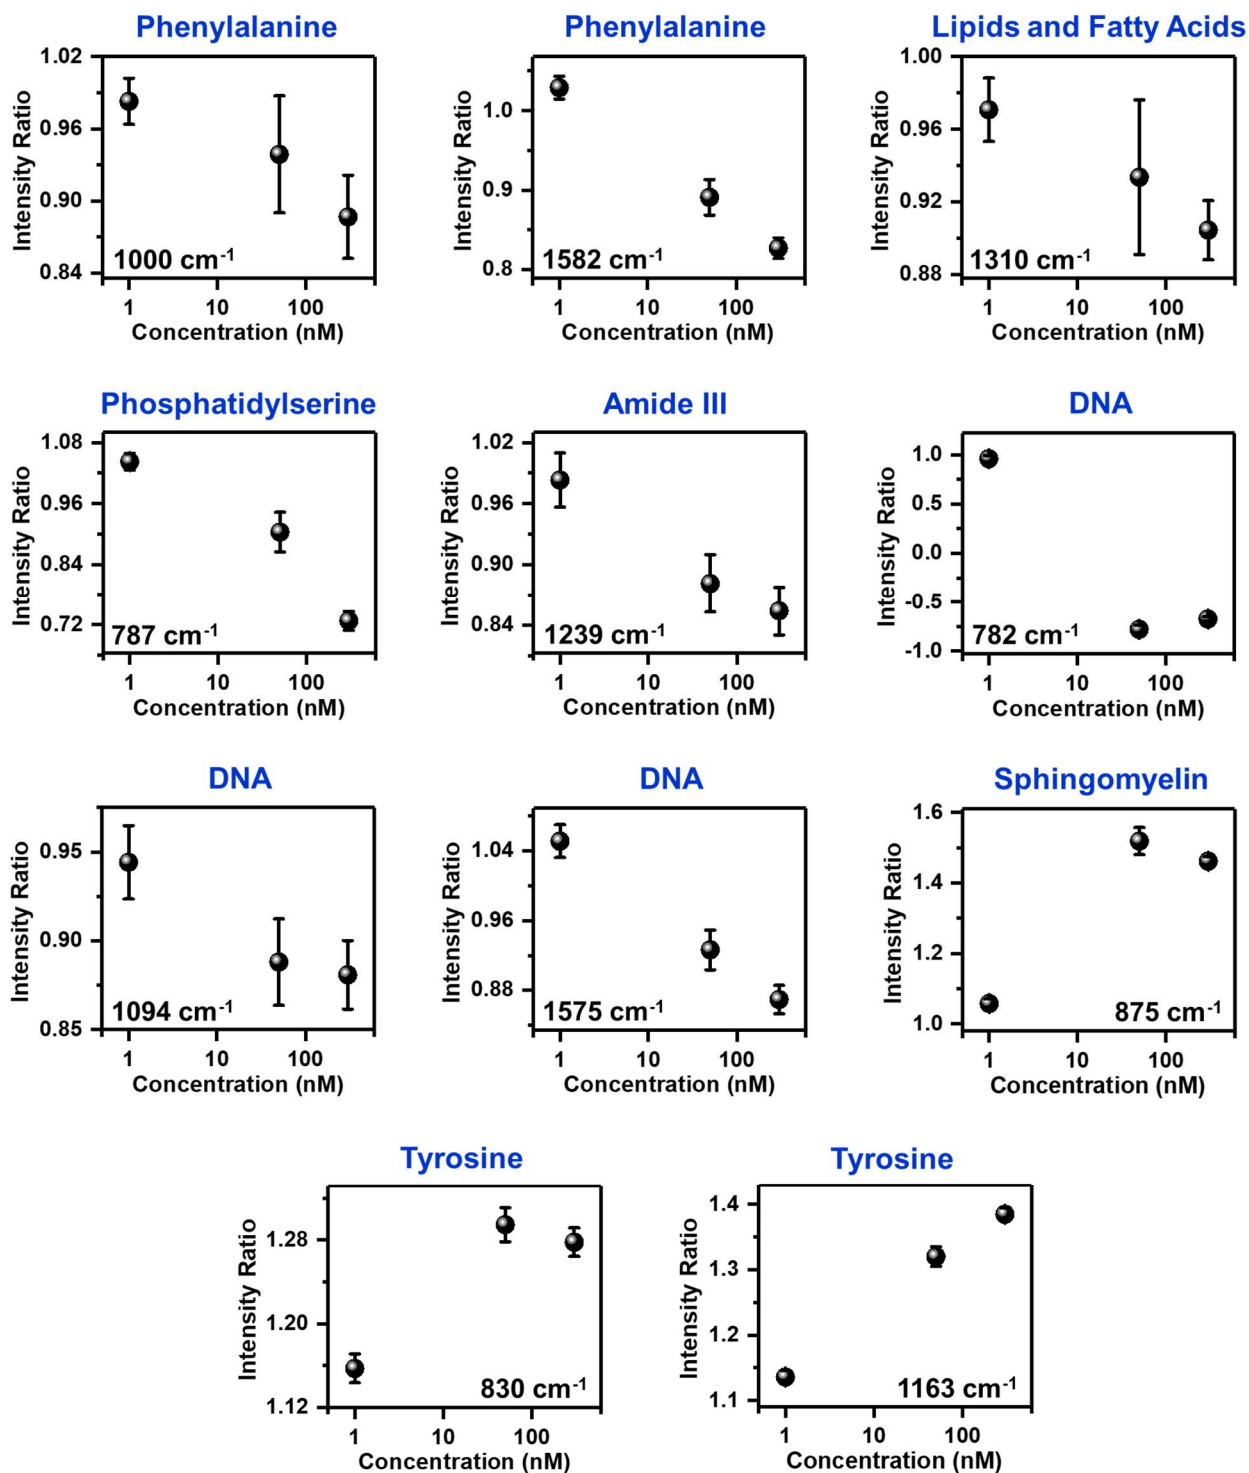 Phenylalanine
Intensity Ratio
1.02
0.96
0.90
0.84
1000 cm⁻¹
1
10
100
Concentration (nM)
Phenylalanine
Intensity Ratio
1.0
0.9
0.8
1582 cm⁻¹
1
10
100
Concentration (nM)
Lipids and Fatty Acids
Intensity Ratio
1.00
0.96
0.92
0.88
1310 cm⁻¹
1
10
100
Concentration (nM)
Phosphatidylserine
Intensity Ratio
1.08
0.96
0.84
0.72
787 cm⁻¹
1
10
100
Concentration (nM)
Amide III
Intensity Ratio
1.02
0.96
0.90
0.84
1239 cm⁻¹
1
10
100
Concentration (nM)
DNA
Intensity Ratio
1.0
0.5
0.0
-0.5
-1.0
782 cm⁻¹
1
10
100
Concentration (nM)
DNA
Intensity Ratio
0.95
0.90
0.85
1094 cm⁻¹
1
10
100
Concentration (nM)
DNA
Intensity Ratio
1.04
0.96
0.88
1575 cm⁻¹
1
10
100
Concentration (nM)
Sphingomyelin
Intensity Ratio
1.6
1.4
1.2
1.0
875 cm⁻¹
1
10
100
Concentration (nM)
Tyrosine
Intensity Ratio
1.28
1.20
1.12
830 cm⁻¹
1
10
100
Concentration (nM)
Tyrosine
Intensity Ratio
1.4
1.3
1.2
1.1
1163 cm⁻¹
1
10
100
Concentration (nM)